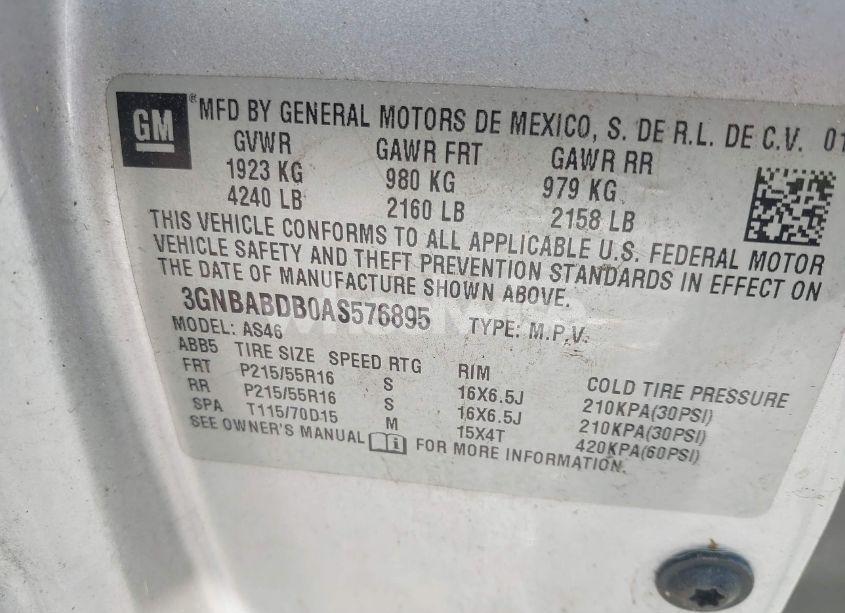 GM ®MFD BY GENERAL MOTORS DE MEXICO, S. DE R.L. DE C.V. 01
GVWR GAWR FRT GAWR RR
1923 KG 980 KG 979 KG
4240 LB 2160 LB 2158 LB
THIS VEHICLE CONFORMS TO ALL APPLICABLE U.S. FEDERAL MOTOR
VEHICLE SAFETY AND THEFT PREVENTION STANDARDS IN EFFECT ON
THE DATE OF MANUFACTURE SHOWN ABOVE.
3GNBABDB0AS576895 TYPE: M.P.V.
MODEL: AS46
ABB5 TIRE SIZE SPEED RTG RIM COLD TIRE PRESSURE
FRT P215/55R16 S 16X6.5J 210KPA(30PSI)
RR P215/55R16 S 16X6.5J 210KPA(30PSI)
SPA T115/70D15 M 15X4T 420KPA(60PSI)
SEE OWNER'S MANUAL i FOR MORE INFORMATION.